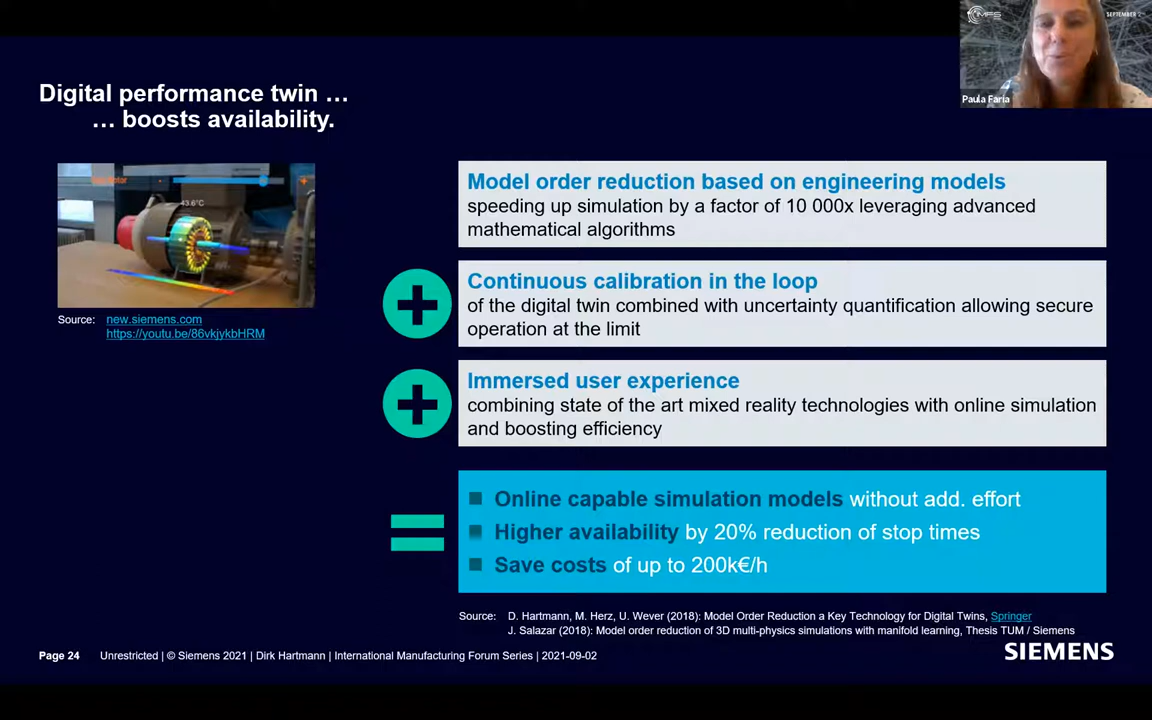 MFS
SEPTEMBER 2
Paula Faria
Digital performance twin …
… boosts availability.
43.6°C
Source: new.siemens.com
https://youtu.be/86vkjykbHRM
Model order reduction based on engineering models
speeding up simulation by a factor of 10 000x leveraging advanced
mathematical algorithms
Continuous calibration in the loop
of the digital twin combined with uncertainty quantification allowing secure
operation at the limit
Immersed user experience
combining state of the art mixed reality technologies with online simulation
and boosting efficiency
Online capable simulation models without add. effort
Higher availability by 20% reduction of stop times
Save costs of up to 200k€/h
Source: D. Hartmann, M. Herz, U. Wever (2018): Model Order Reduction a Key Technology for Digital Twins, Springer
J. Salazar (2018): Model order reduction of 3D multi-physics simulations with manifold learning, Thesis TUM / Siemens
Page 24 Unrestricted | © Siemens 2021 | Dirk Hartmann | International Manufacturing Forum Series | 2021-09-02
SIEMENS